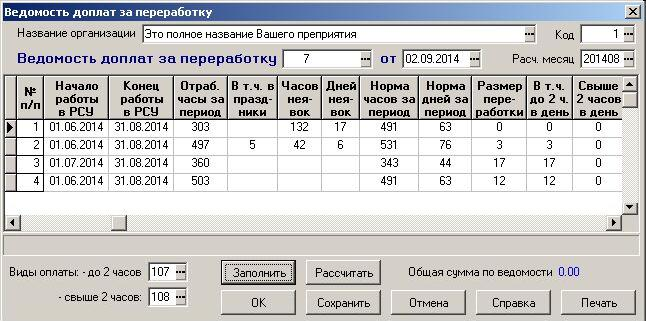 Ведомость доплат за переработку
Название организации Это полное название Вашего преприятия Код 1
Ведомость доплат за переработку 7 от 02.09.2014 Расч. месяц 201408
№ п/п Начало работы в РСУ Конец работы в РСУ Отраб. часы за период В т.ч. в празд- ники Часов нея- вок Дней нея- вок Норма часов за период Норма дней за период Размер пере- работки В т.ч. до 2 ч. в день Свыше 2 часов в день
1 01.06.2014 31.08.2014 303 132 17 491 63 0 0 0
2 01.06.2014 31.08.2014 497 5 42 6 531 76 3 3 0
3 01.07.2014 31.08.2014 360 343 44 17 17 0
4 01.06.2014 31.08.2014 503 491 63 12 12 0
Виды оплаты: - до 2 часов 107 Заполнить Рассчитать Общая сумма по ведомости 0.00
- свыше 2 часов: 108 OK Сохранить Отмена Справка Печать